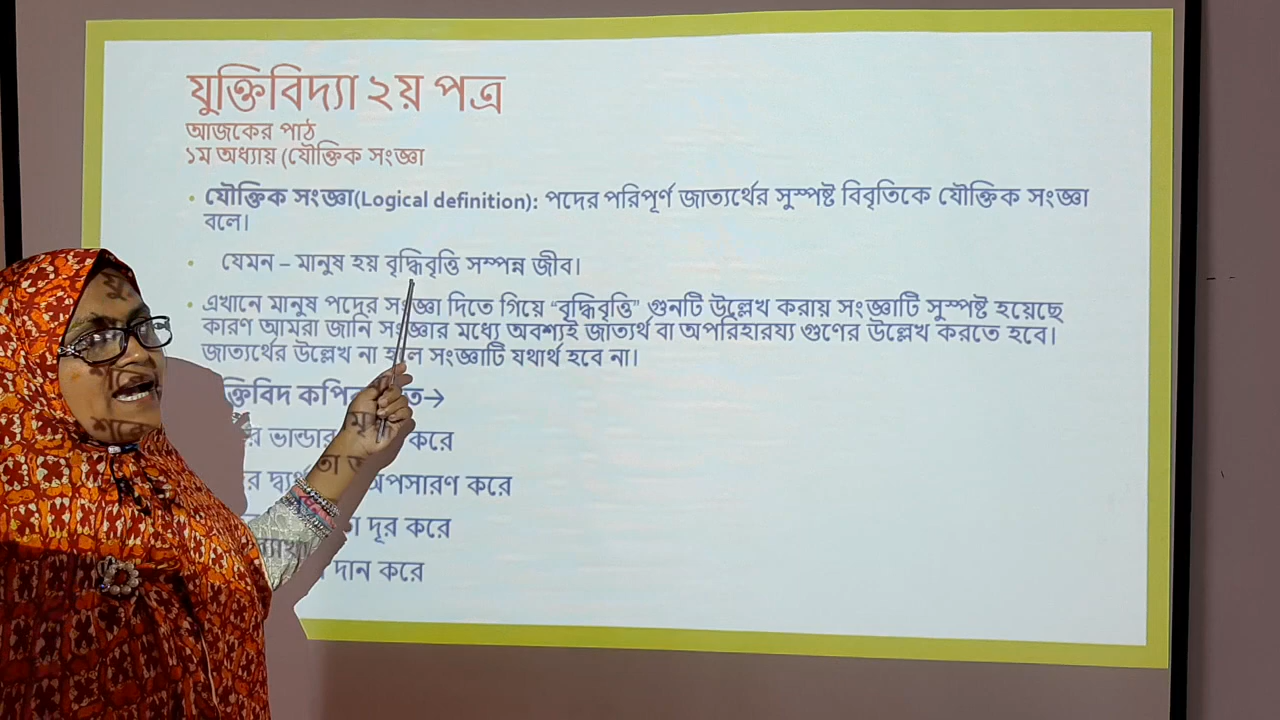 যুক্তিবিদ্যা ২য় পত্র
আজকের পাঠ
১ম অধ্যায় (যৌক্তিক সংজ্ঞা
• যৌক্তিক সংজ্ঞা(Logical definition): পদের পরিপূর্ণ জাত্যর্থের সুস্পষ্ট বিবৃতিকে যৌক্তিক সংজ্ঞা
বলে।
• যেমন – মানুষ হয় বৃদ্ধিবৃত্তি সম্পন্ন জীব।
• এখানে মানুষ পদের সংজ্ঞা দিতে গিয়ে “বৃদ্ধিবৃত্তি” গুনটি উল্লেখ করায় সংজ্ঞাটি সুস্পষ্ট হয়েছে
কারণ আমরা জানি সংজ্ঞার মধ্যে অবশ্যই জাত্যর্থ বা অপরিহারয্য গুণের উল্লেখ করতে হবে।
জাত্যর্থের উল্লেখ না হলে সংজ্ঞাটি যথার্থ হবে না।
করে
অপসারণ করে
দূর করে
দান করে